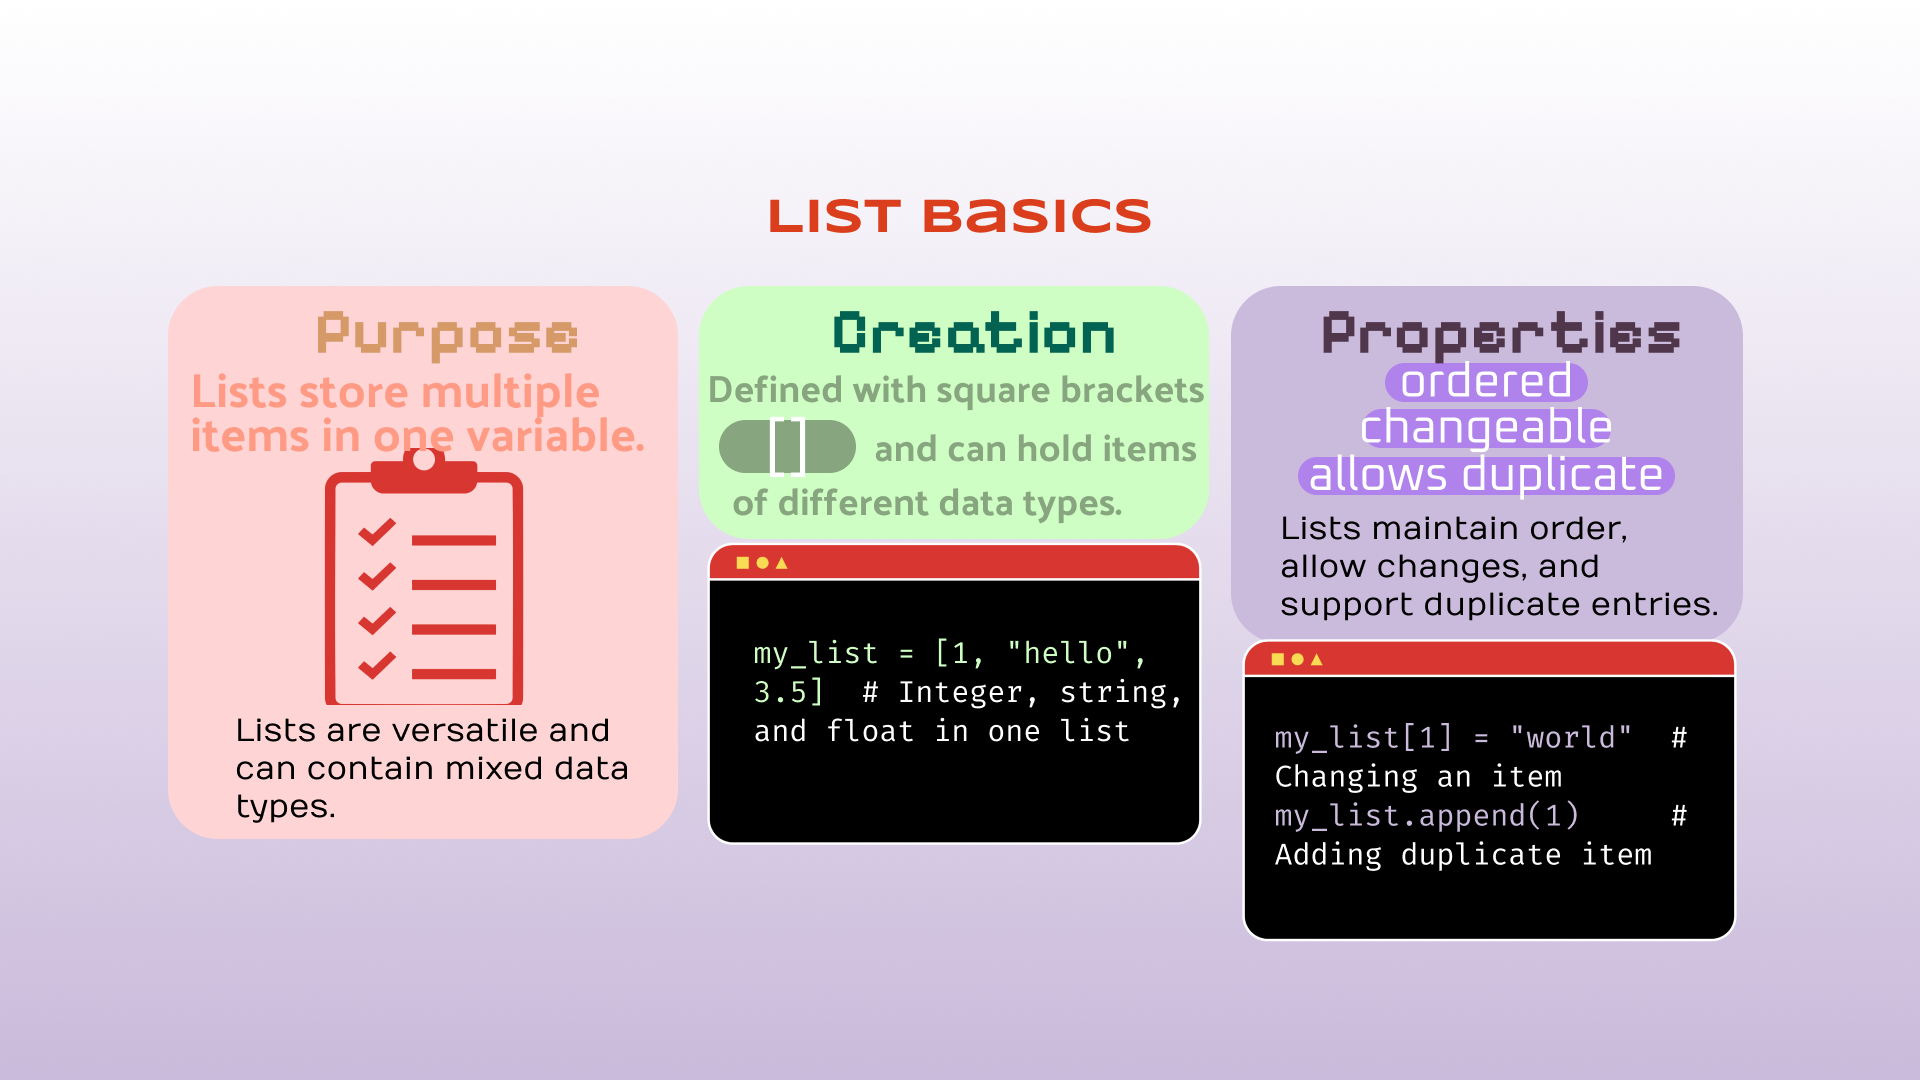 LIST BASICS
Purpose
Lists store multiple
items in one variable.
Lists are versatile and
can contain mixed data
types.
Creation
Defined with square brackets
[] and can hold items
of different data types.
my_list = [1, "hello",
3.5]  # Integer, string,
and float in one list
Properties
ordered
changeable
allows duplicate
Lists maintain order,
allow changes, and
support duplicate entries.
my_list[1] = "world"  #
Changing an item
my_list.append(1)     #
Adding duplicate item